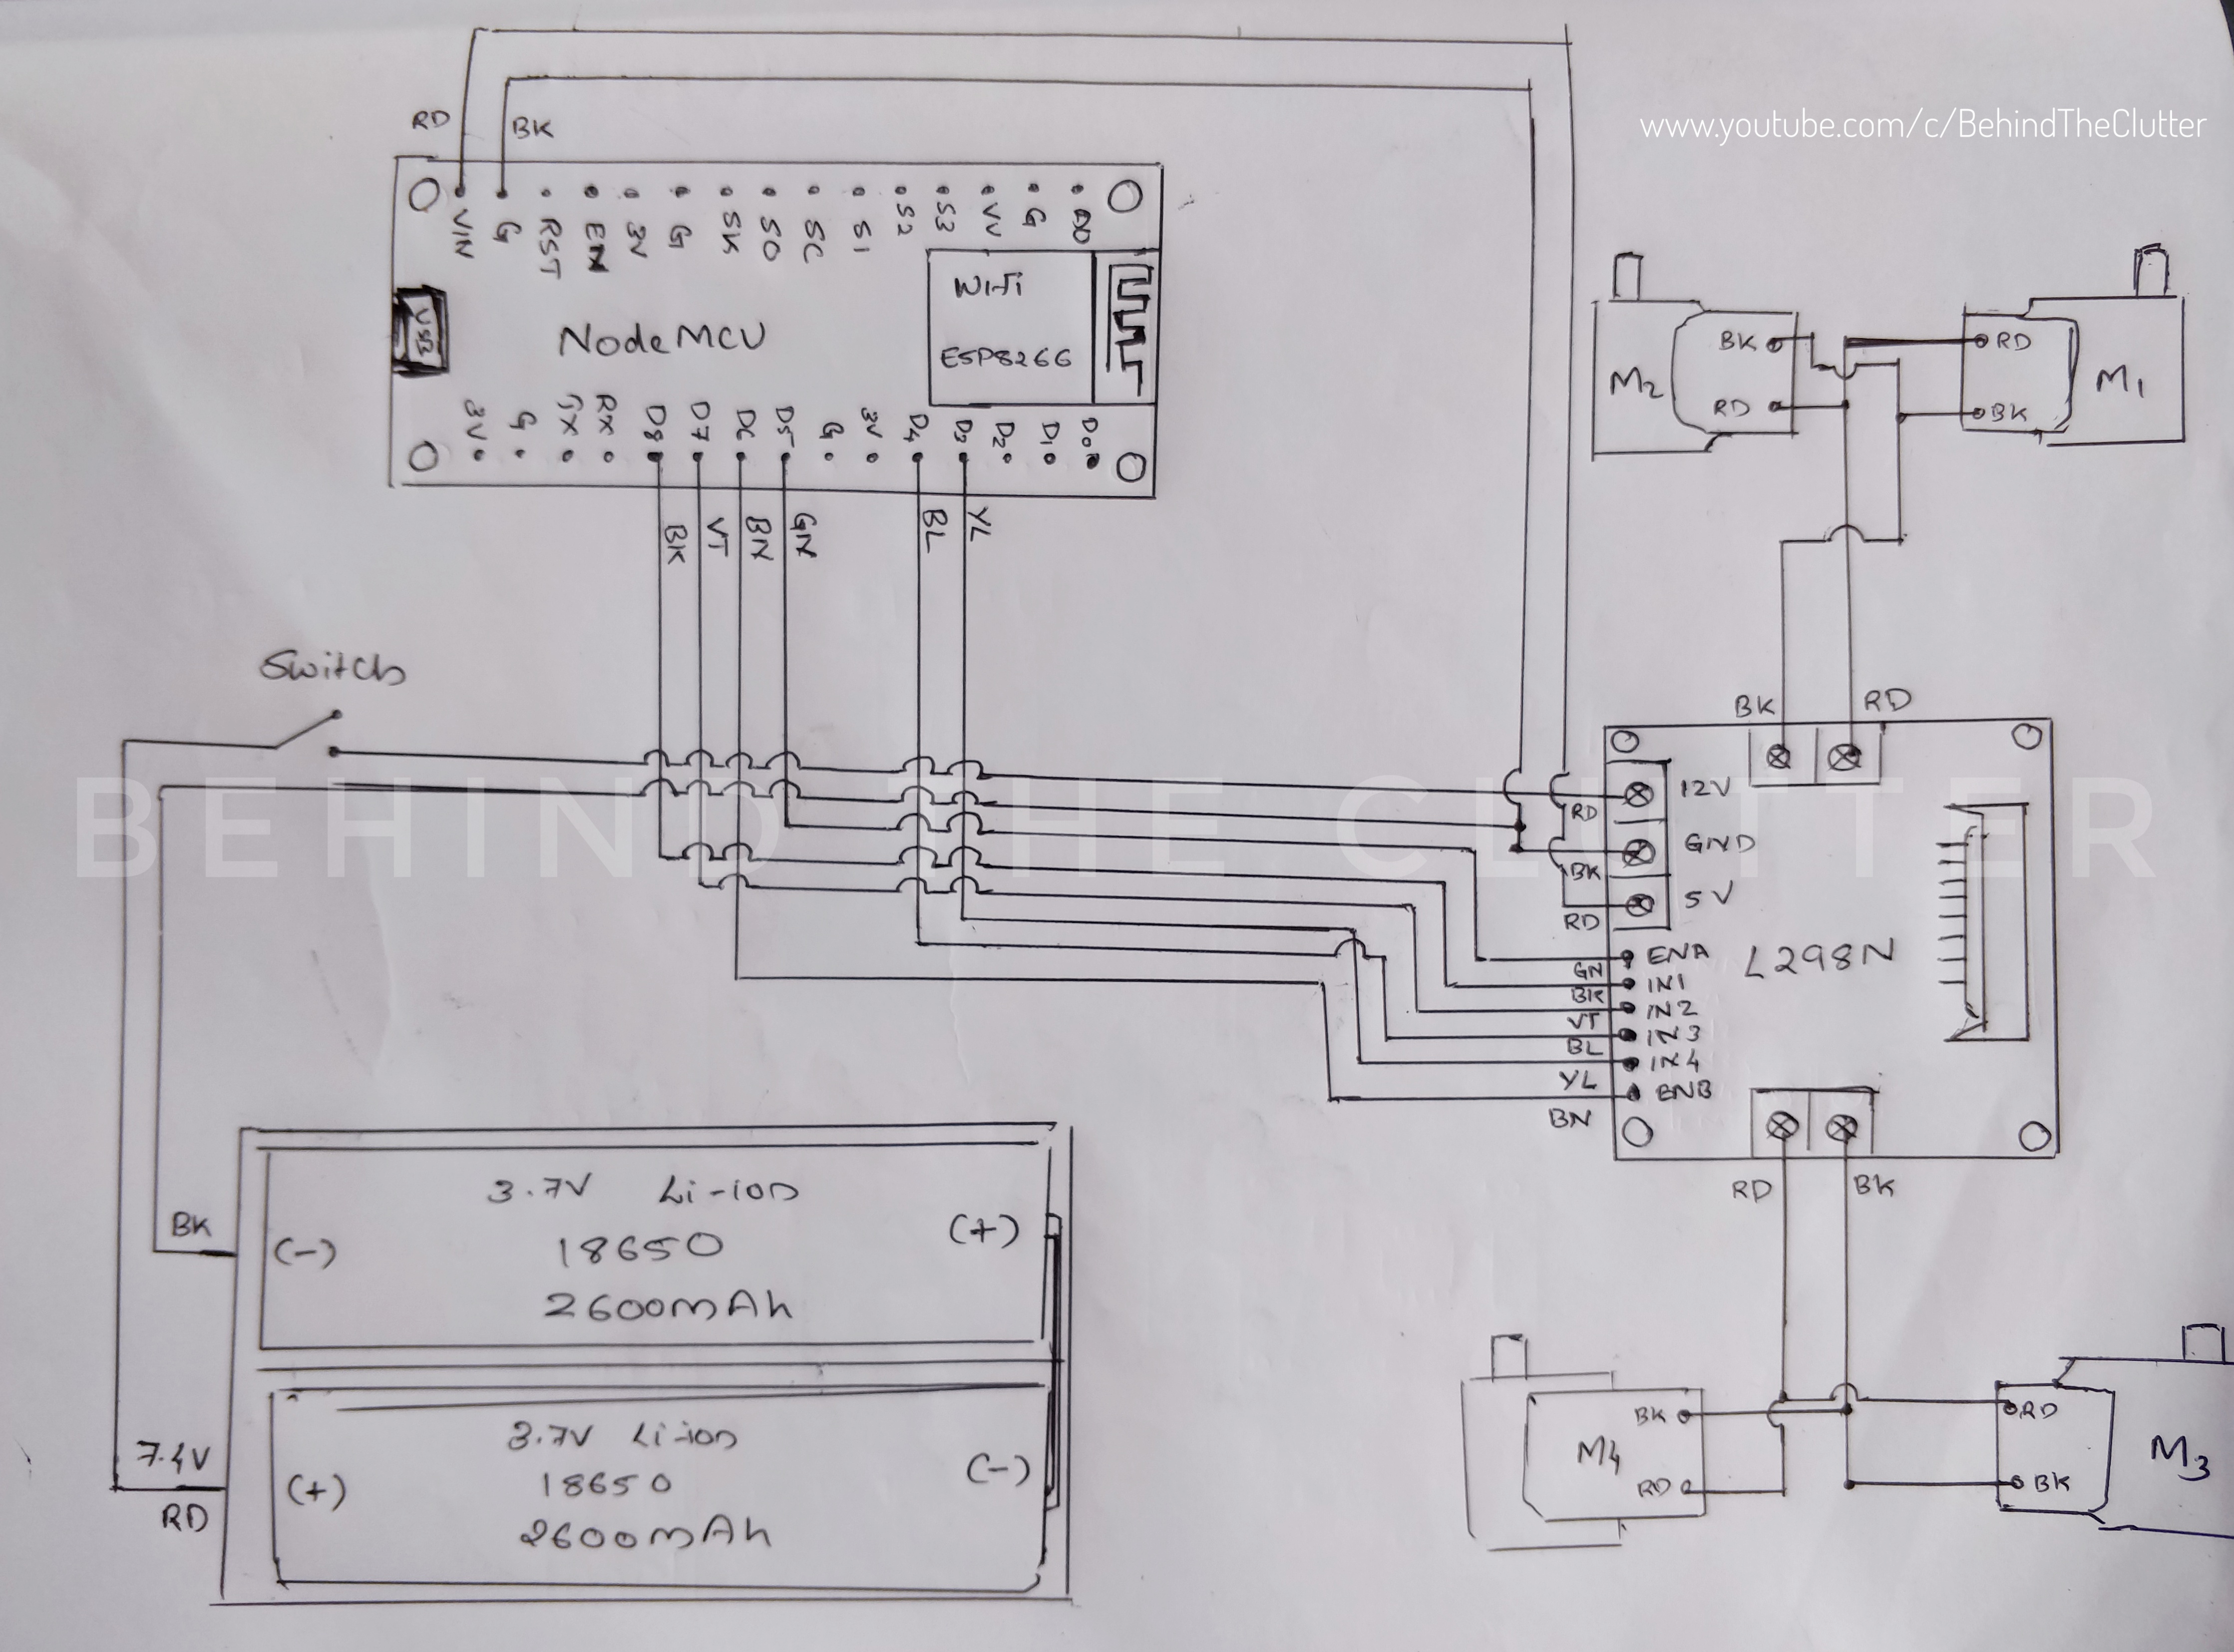 www.youtube.com/c/BehindTheClutter
RD
BK
VIN
G
RST
EN
3V
G
SK
SO
SC
S1
S2
S3
VV
G
USB
NodeMCU
WiFi
ESP8266
3V
G
TX
RX
D8
D7
D6
D5
G
3V
D4
D3
D2
D1
D0
BK
VT
BN
GN
BL
YL
M2
BK
RD
RD
BK
M1
Switch
BK
RD
BEHIND THE CLUTTER
RD
12V
BK
GND
RD
5V
L298N
GN
ENA
BK
IN1
VT
IN2
BL
IN3
YL
IN4
BN
ENB
RD
BK
BK
(-)
3.7V Li-ion
18650
2600mAh
(+)
7.4V
RD
(+)
3.7V Li-ion
18650
2600mAh
(-)
M4
BK
RD
RD
BK
M3